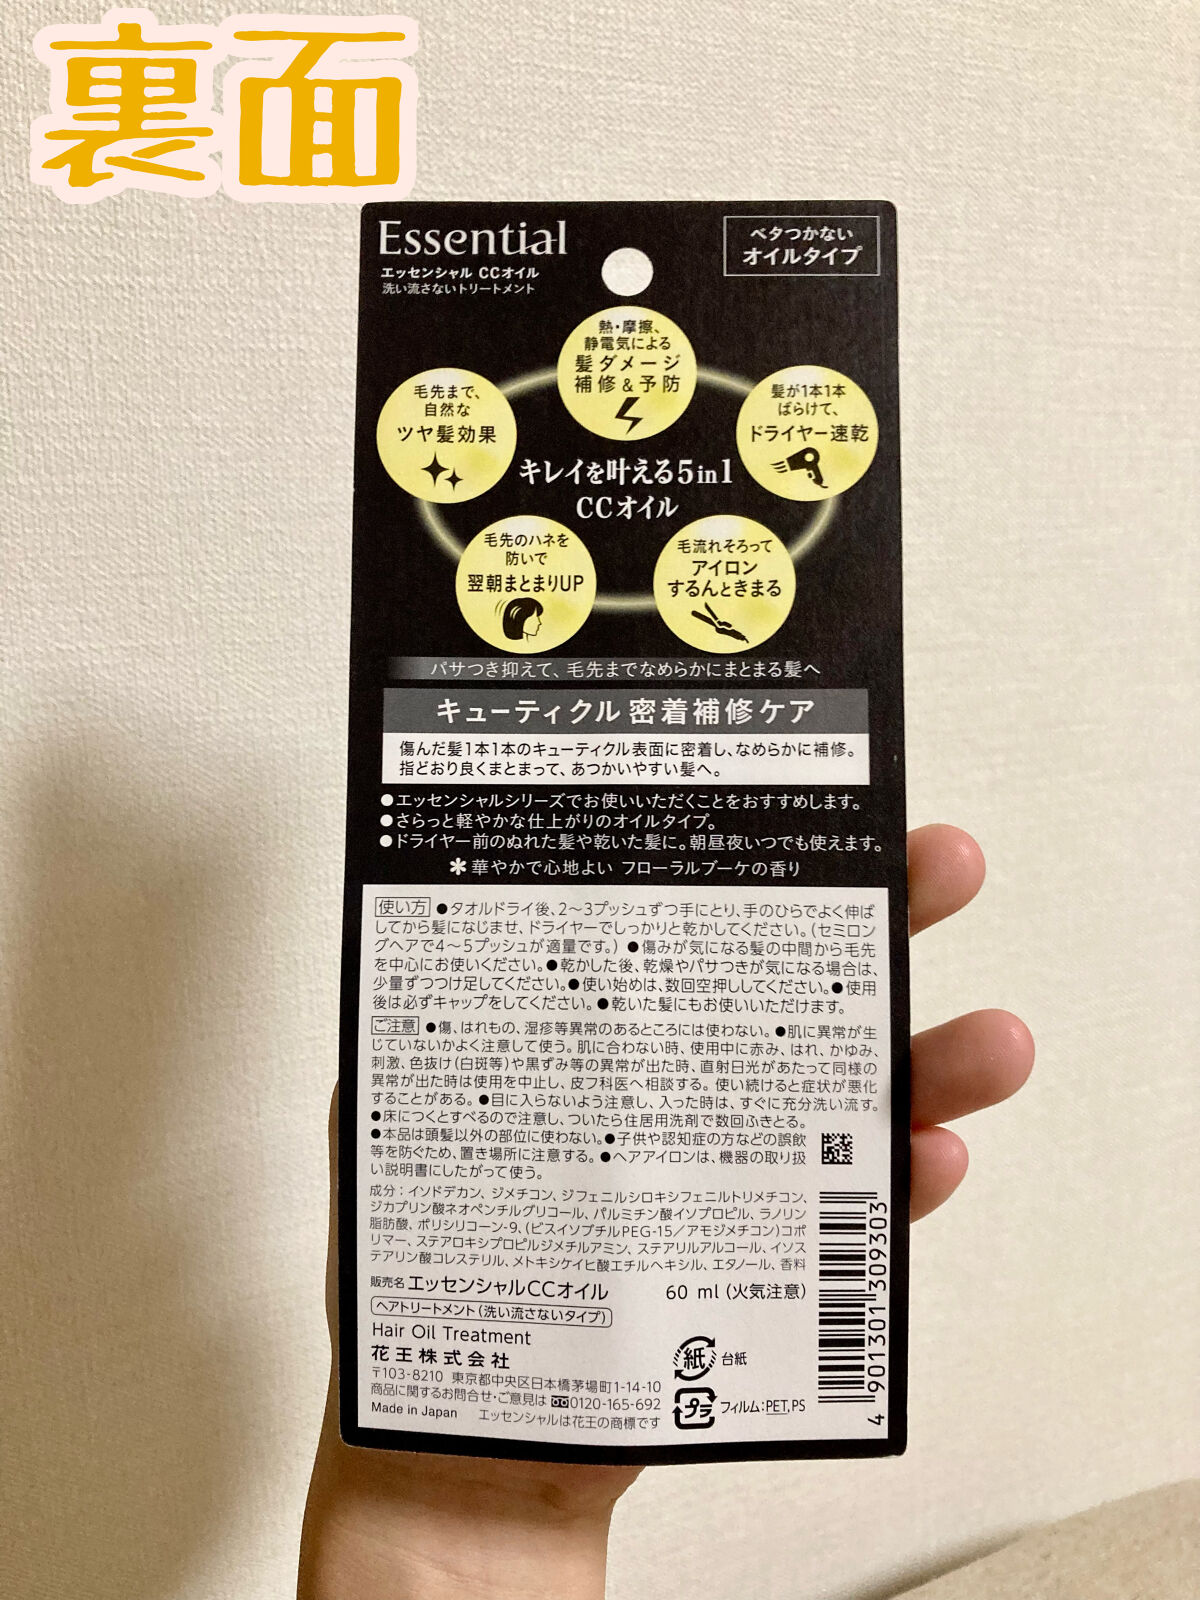 裏面
Essential
エッセンシャル CCオイル
洗い流さないトリートメント
ベタつかない
オイルタイプ
熱・摩擦、
静電気による
髪ダメージ
補修&予防
毛先まで、
自然な
ツヤ髪効果
髪が1本1本
ばらけて、
ドライヤー速乾
キレイを叶える5in1
CCオイル
毛先のハネを
防いで
翌朝まとまりUP
毛流れそろって
アイロン
するんときまる
パサつき抑えて、毛先までなめらかにまとまる髪へ
キューティクル密着補修ケア
傷んだ髪1本1本のキューティクル表面に密着し、なめらかに補修。
指どおり良くまとまって、あつかいやすい髪へ。
●エッセンシャルシリーズでお使いいただくことをおすすめします。
●さらっと軽やかな仕上がりのオイルタイプ。
●ドライヤー前のぬれた髪や乾いた髪に。朝昼夜いつでも使えます。
＊華やかで心地よい フローラルブーケの香り
使い方 ●タオルドライ後、2〜3プッシュずつ手にとり、手のひらでよく伸ば
してから髪になじませ、ドライヤーでしっかりと乾かしてください。(セミロン
グヘアで4〜5プッシュが適量です。) ●傷みが気になる髪の中間から毛先
を中心にお使いください。●乾かした後、乾燥やパサつきが気になる場合は、
少量ずつつけ足してください。●使い始めは、数回空押ししてください。●使用
後は必ずキャップをしてください。●乾いた髪にもお使いいただけます。
ご注意 ●傷、はれもの、湿疹等異常のあるところには使わない。●肌に異常が生
じていないかよく注意して使う。肌に合わない時、使用中に赤み、はれ、かゆみ、
刺激、色抜け(白斑等)や黒ずみ等の異常が出た時、直射日光があたって同様の
異常が出た時は使用を中止し、皮フ科医へ相談する。使い続けると症状が悪化
することがある。●目に入らないよう注意し、入った時は、すぐに充分洗い流す。
●床につくとすべるので注意し、ついたら住居用洗剤で数回ふきとる。
●本品は頭髪以外の部位に使わない。●子供や認知症の方などの誤飲
等を防ぐため、置き場所に注意する。●ヘアアイロンは、機器の取り扱
い説明書にしたがって使う。
成分：イソドデカン、ジメチコン、ジフェニルシロキシフェニルトリメチコン、
ジカプリン酸ネオペンチルグリコール、パルミチン酸イソプロピル、ラノリン
脂肪酸、ポリシリコーン-9、(ビスイソブチルPEG-15／アモジメチコン)コポ
リマー、ステアロキシプロピルジメチルアミン、ステアリルアルコール、イソス
テアリン酸コレステリル、メトキシケイヒ酸エチルヘキシル、エタノール、香料
販売名 エッセンシャルCCオイル 60 ml (火気注意)
ヘアトリートメント(洗い流さないタイプ)
Hair Oil Treatment
花王株式会社
〒103-8210 東京都中央区日本橋茅場町1-14-10
商品に関するお問合せ・ご意見は 0120-165-692
Made in Japan エッセンシャルは花王の商標です
紙 台紙
プラ フィルム:PET, PS
4 901301 309303